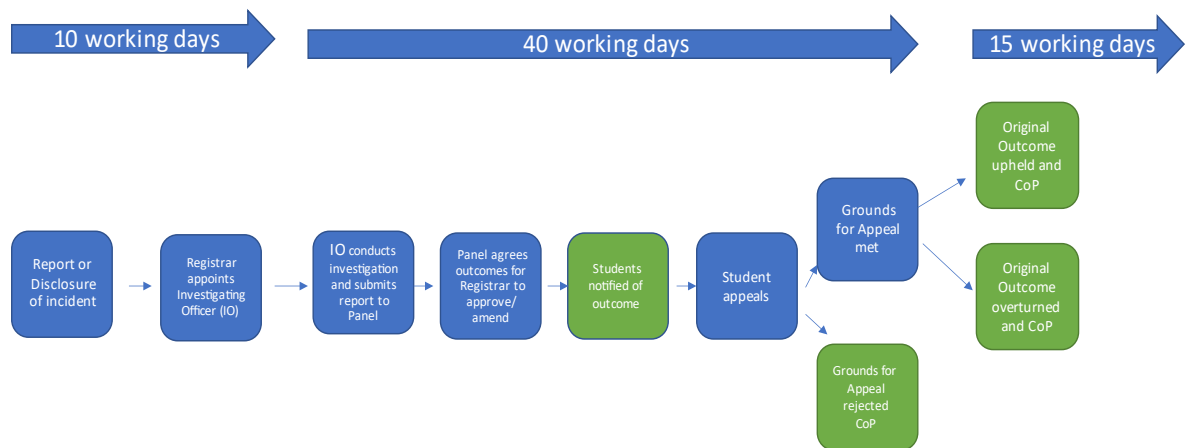 10 working days
40 working days
15 working days
Report or
Disclosure
of incident
Registrar
appoints
Investigating
Officer (IO)
IO conducts
investigation
and submits
report to
Panel
Panel agrees
outcomes for
Registrar to
approve/
amend
Students
notified of
outcome
Student
appeals
Grounds
for Appeal
met
Grounds for
Appeal
rejected
CoP
Original
Outcome
upheld and
CoP
Original
Outcome
overturned
and CoP